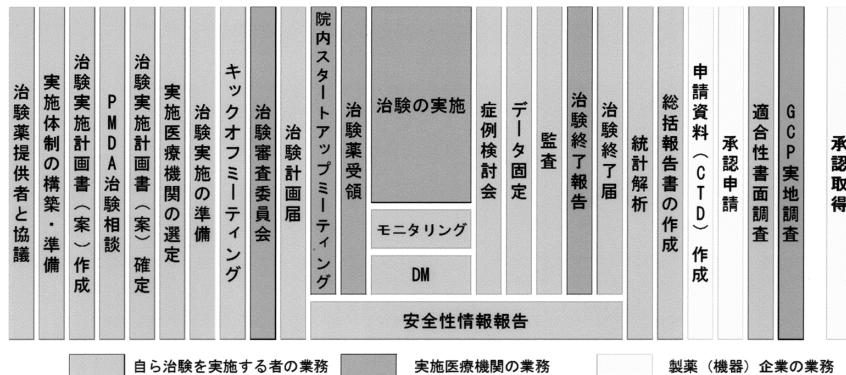 治験薬提供者と協議
実施体制の構築・準備
治験実施計画書（案）作成
PMDA治験相談
治験実施計画書（案）確定
実施医療機関の選定
治験実施の準備
キックオフミーティング
治験審査委員会
治験計画届
院内スタートアップミーティング
治験薬受領
治験の実施
モニタリング
DM
症例検討会
データ固定
監査
治験終了報告
治験終了届
安全性情報報告
統計解析
総括報告書の作成
申請資料（CTD）作成
承認申請
適合性書面調査
GCP実地調査
承認取得
自ら治験を実施する者の業務
実施医療機関の業務
製薬（機器）企業の業務